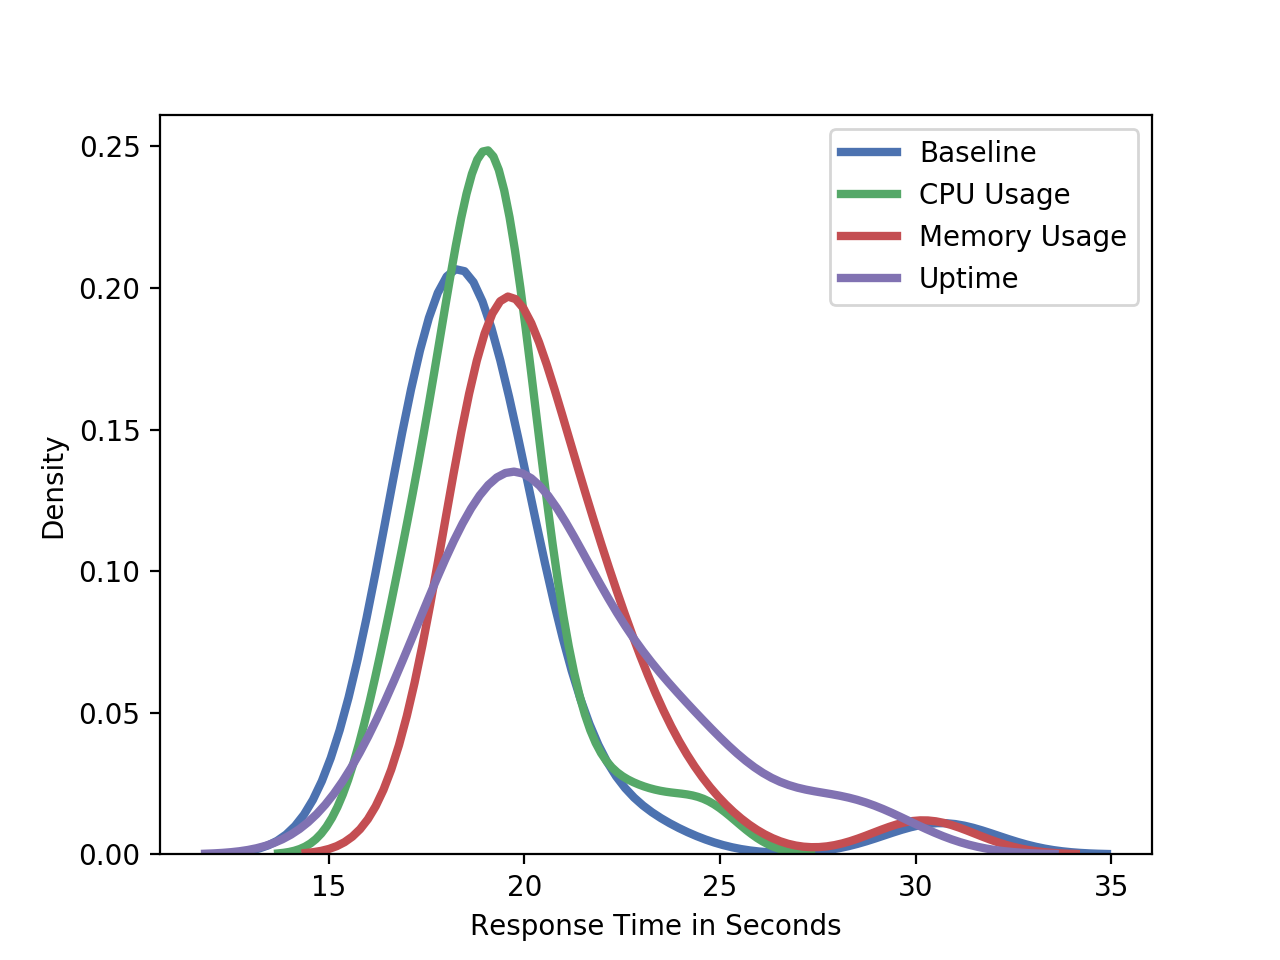 Baseline
CPU Usage
Memory Usage
Uptime
0.25
0.20
0.15
0.10
0.05
0.00
Density
15 20 25 30 35
Response Time in Seconds